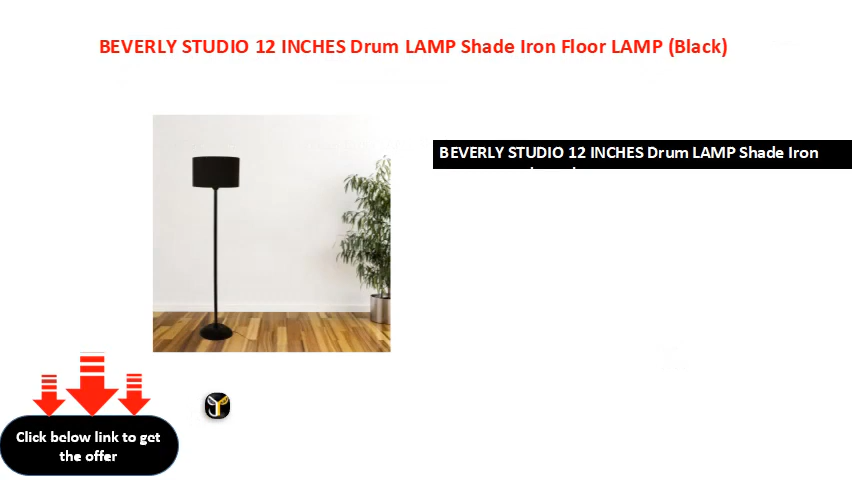 BEVERLY STUDIO 12 INCHES Drum LAMP Shade Iron Floor LAMP (Black)
BEVERLY STUDIO 12 INCHES Drum LAMP Shade Iron
Click below link to get
the offer